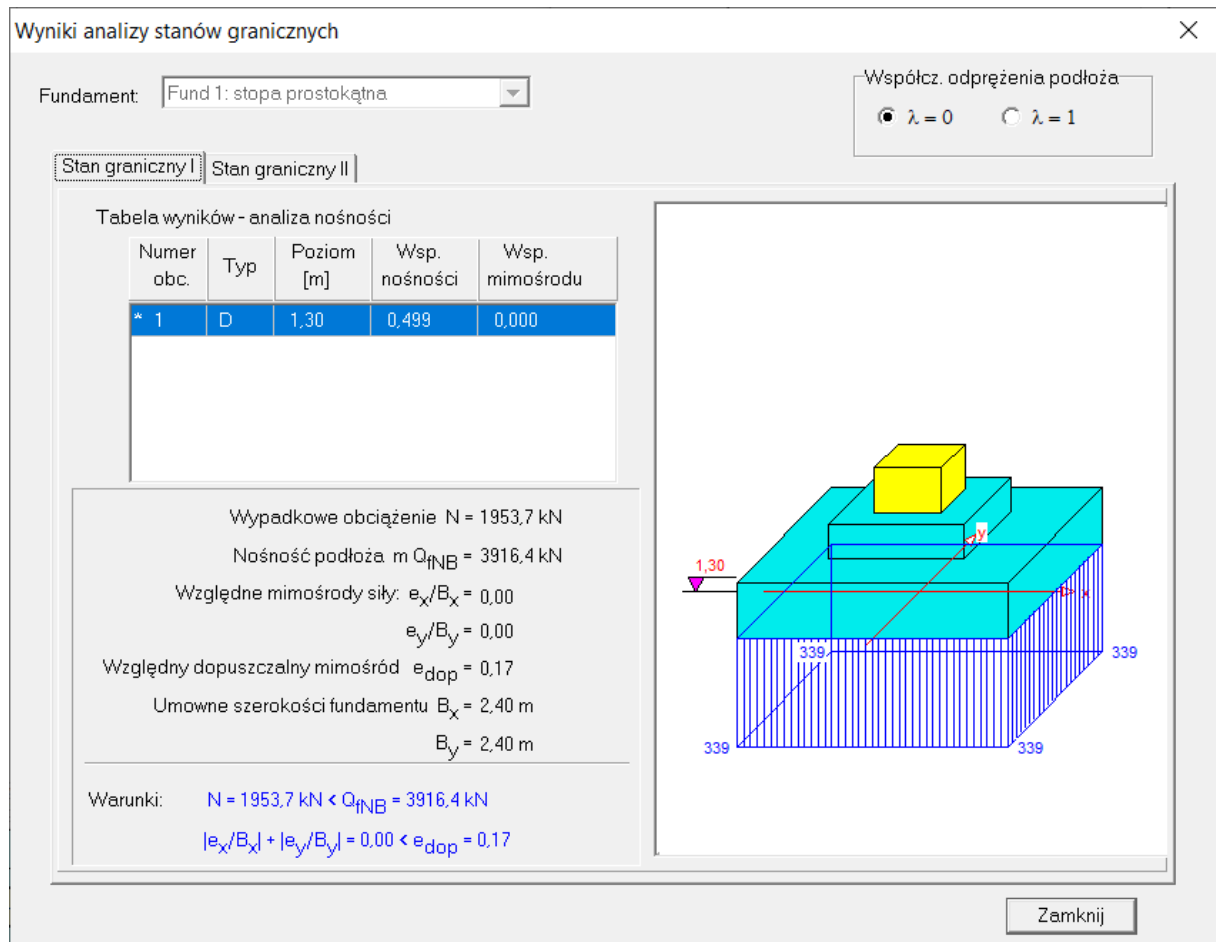 Wyniki analizy stanów granicznych
Fundament: Fund 1: stopa prostokątna
Współcz. odprężenia podłoża
λ = 0 λ = 1
Stan graniczny I Stan graniczny II
Tabela wyników - analiza nośności
Numer obc. Typ Poziom [m] Wsp. nośności Wsp. mimośrodu
* 1 D 1,30 0,499 0,000
Wypadkowe obciążenie N = 1953,7 kN
Nośność podłoża m QfNB = 3916,4 kN
Względne mimośrody siły: ex/Bx = 0,00
ey/By = 0,00
Względny dopuszczalny mimośród edop = 0,17
Umowne szerokości fundamentu Bx = 2,40 m
By = 2,40 m
Warunki: N = 1953,7 kN < QfNB = 3916,4 kN
|ex/Bx| + |ey/By| = 0,00 < edop = 0,17
y
1,30
x
339 339
339 339
Zamknij